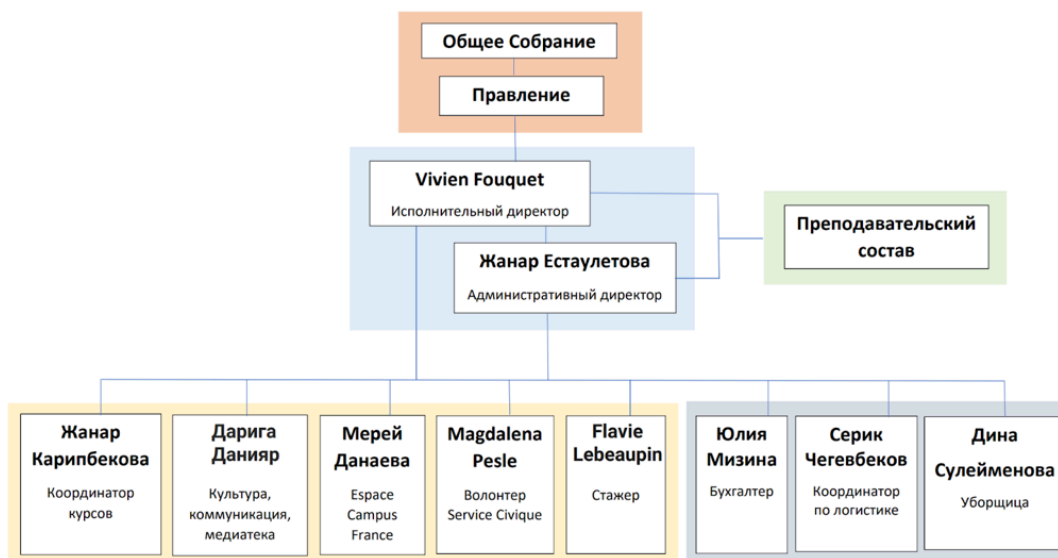 Общее Собрание
Правление
Vivien Fouquet
Исполнительный директор
Жанар Естаулетова
Административный директор
Преподавательский
состав
Жанар
Карипбекова
Координатор
курсов
Дарига
Данияр
Культура,
коммуникация,
медиатека
Мерей
Данаева
Espace
Campus
France
Magdalena
Pesle
Волонтер
Service Civique
Flavie
Lebeaupin
Стажер
Юлия
Мизина
Бухгалтер
Серик
Чегевбеков
Координатор
по логистике
Дина
Сулейменова
Уборщица